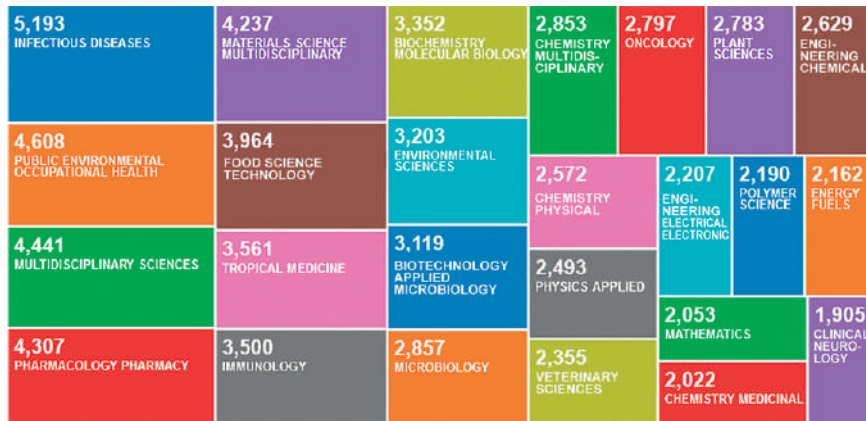 5,193
INFECTIOUS DISEASES
4,608
PUBLIC ENVIRONMENTAL
OCCUPATIONAL HEALTH
4,441
MULTIDISCIPLINARY SCIENCES
4,307
PHARMACOLOGY PHARMACY
4,237
MATERIALS SCIENCE
MULTIDISCIPLINARY
3,964
FOOD SCIENCE
TECHNOLOGY
3,561
TROPICAL MEDICINE
3,500
IMMUNOLOGY
3,352
BIOCHEMISTRY
MOLECULAR BIOLOGY
3,203
ENVIRONMENTAL
SCIENCES
3,119
BIOTECHNOLOGY
APPLIED
MICROBIOLOGY
2,857
MICROBIOLOGY
2,853
CHEMISTRY
MULTIDIS-
CIPLINARY
2,797
ONCOLOGY
2,783
PLANT
SCIENCES
2,629
ENGI-
NEERING
CHEMICAL
2,572
CHEMISTRY
PHYSICAL
2,493
PHYSICS APPLIED
2,355
VETERINARY
SCIENCES
2,207
ENGI-
NEERING
ELECTRICAL
ELECTRONIC
2,190
POLYMER
SCIENCE
2,162
ENERGY
FUELS
2,053
MATHEMATICS
2,022
CHEMISTRY MEDICINAL
1,905
CLINICAL
NEURO-
LOGY